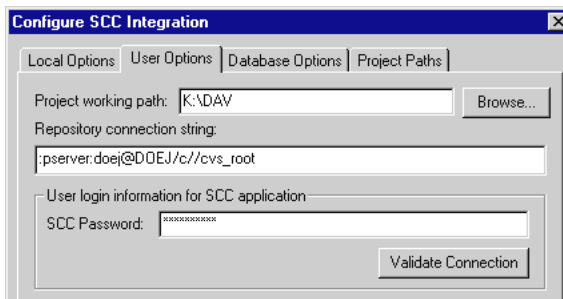 Configure SCC Integration
Local Options User Options Database Options Project Paths
Project working path: K:\DAV Browse...
Repository connection string:
:pserver:doej@DOEJ/c//cvs_root
User login information for SCC application
SCC Password: **********
Validate Connection